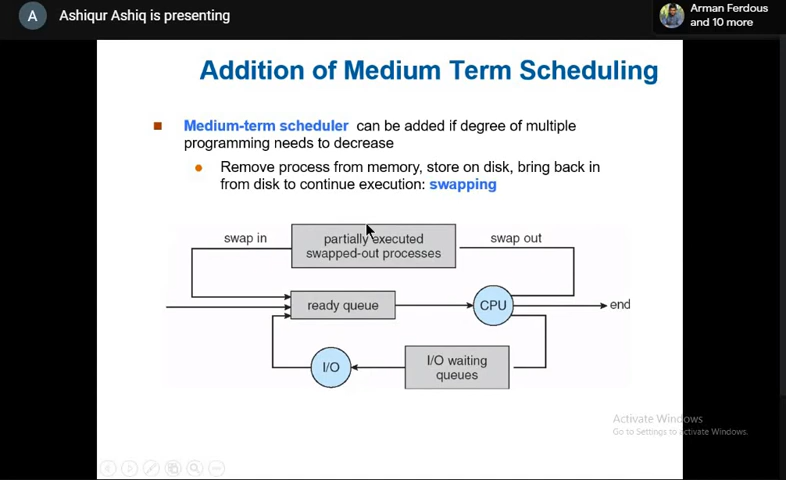 A
Ashiqur Ashiq is presenting
Arman Ferdous
and 10 more
Addition of Medium Term Scheduling
Medium-term scheduler can be added if degree of multiple
programming needs to decrease
Remove process from memory, store on disk, bring back in
from disk to continue execution: swapping
swap in
partially executed
swapped-out processes
swap out
ready queue
CPU
end
I/O
I/O waiting
queues
Activate Windows
Go to Settings to activate Windows.